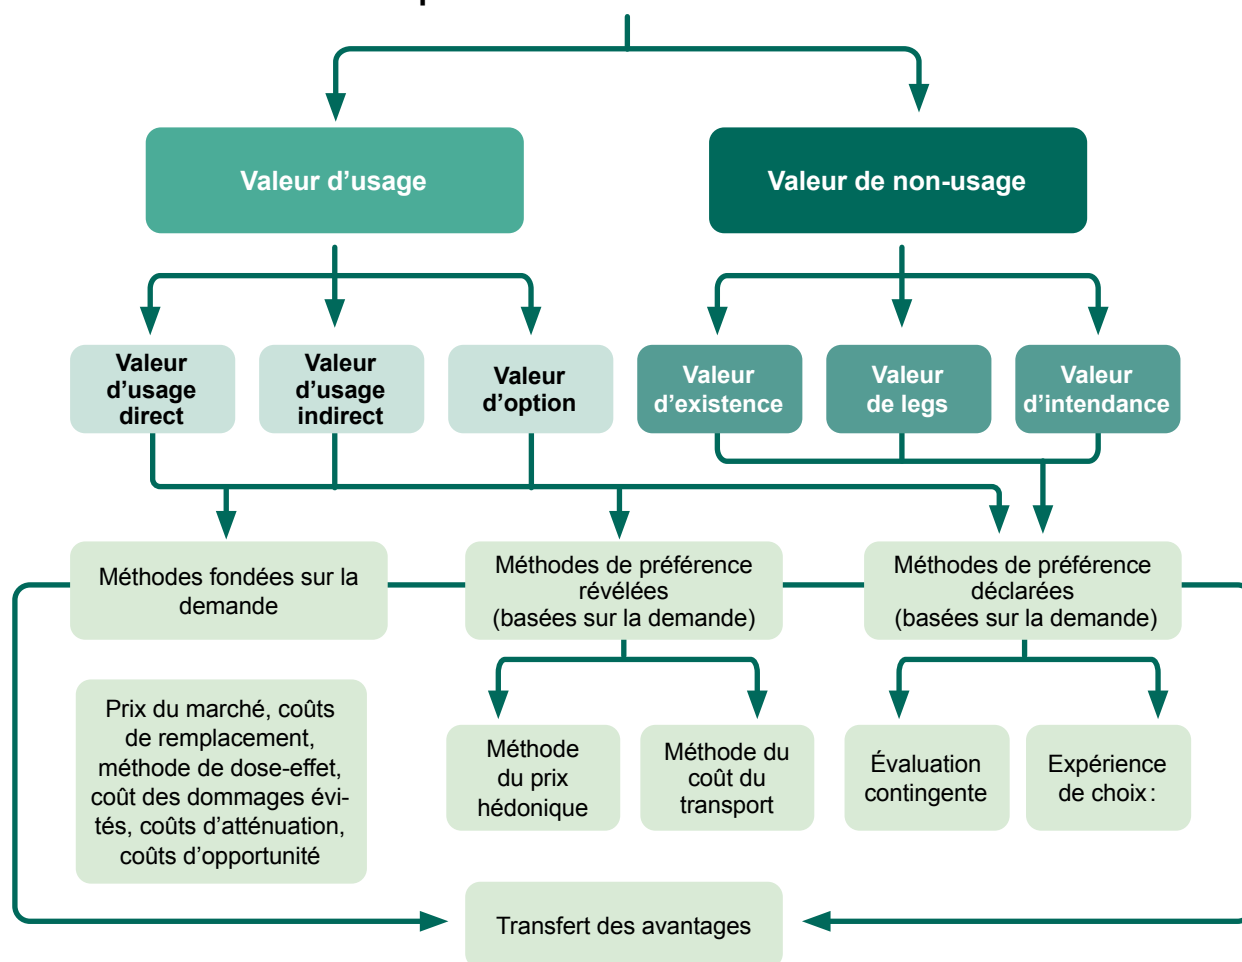 Valeur d’usage
Valeur de non-usage
Valeur
d’usage
direct
Valeur
d’usage
indirect
Valeur
d’option
Valeur
d’existence
Valeur
de legs
Valeur
d’intendance
Méthodes fondées sur la
demande
Méthodes de préférence
révélées
(basées sur la demande)
Méthodes de préférence
déclarées
(basées sur la demande)
Prix du marché, coûts
de remplacement,
méthode de dose-effet,
coût des dommages évi-
tés, coûts d’atténuation,
coûts d’opportunité
Méthode
du prix
hédonique
Méthode du
coût du
transport
Évaluation
contingente
Expérience
de choix :
Transfert des avantages